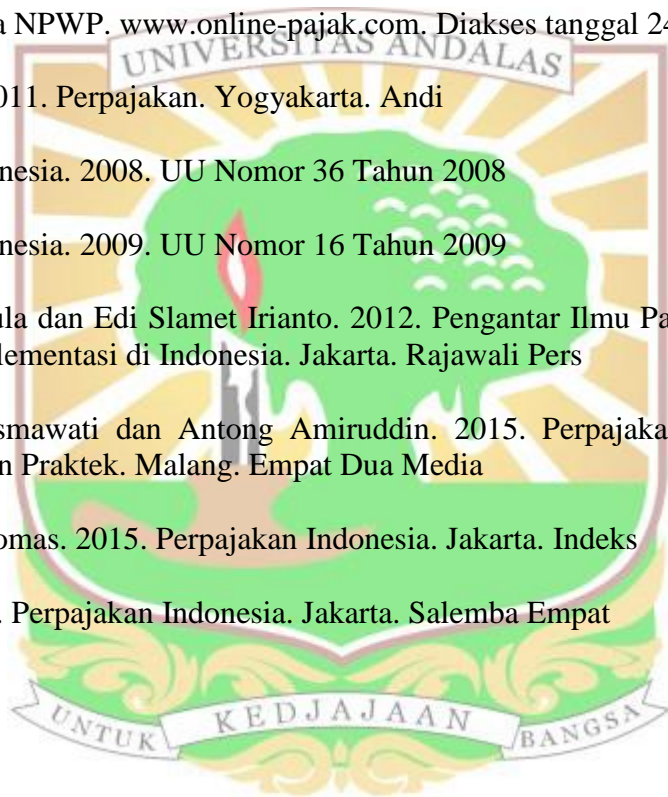 a NPWP. www.online-pajak.com. Diakses tanggal 24
UNIVERSITAS ANDALAS
011. Perpajakan. Yogyakarta. Andi
nesia. 2008. UU Nomor 36 Tahun 2008
nesia. 2009. UU Nomor 16 Tahun 2009
ula dan Edi Slamet Irianto. 2012. Pengantar Ilmu Pa
lementasi di Indonesia. Jakarta. Rajawali Pers
smawati dan Antong Amiruddin. 2015. Perpajaka
n Praktek. Malang. Empat Dua Media
omas. 2015. Perpajakan Indonesia. Jakarta. Indeks
. Perpajakan Indonesia. Jakarta. Salemba Empat
UNTUK KEDJAJAAN BANGSA